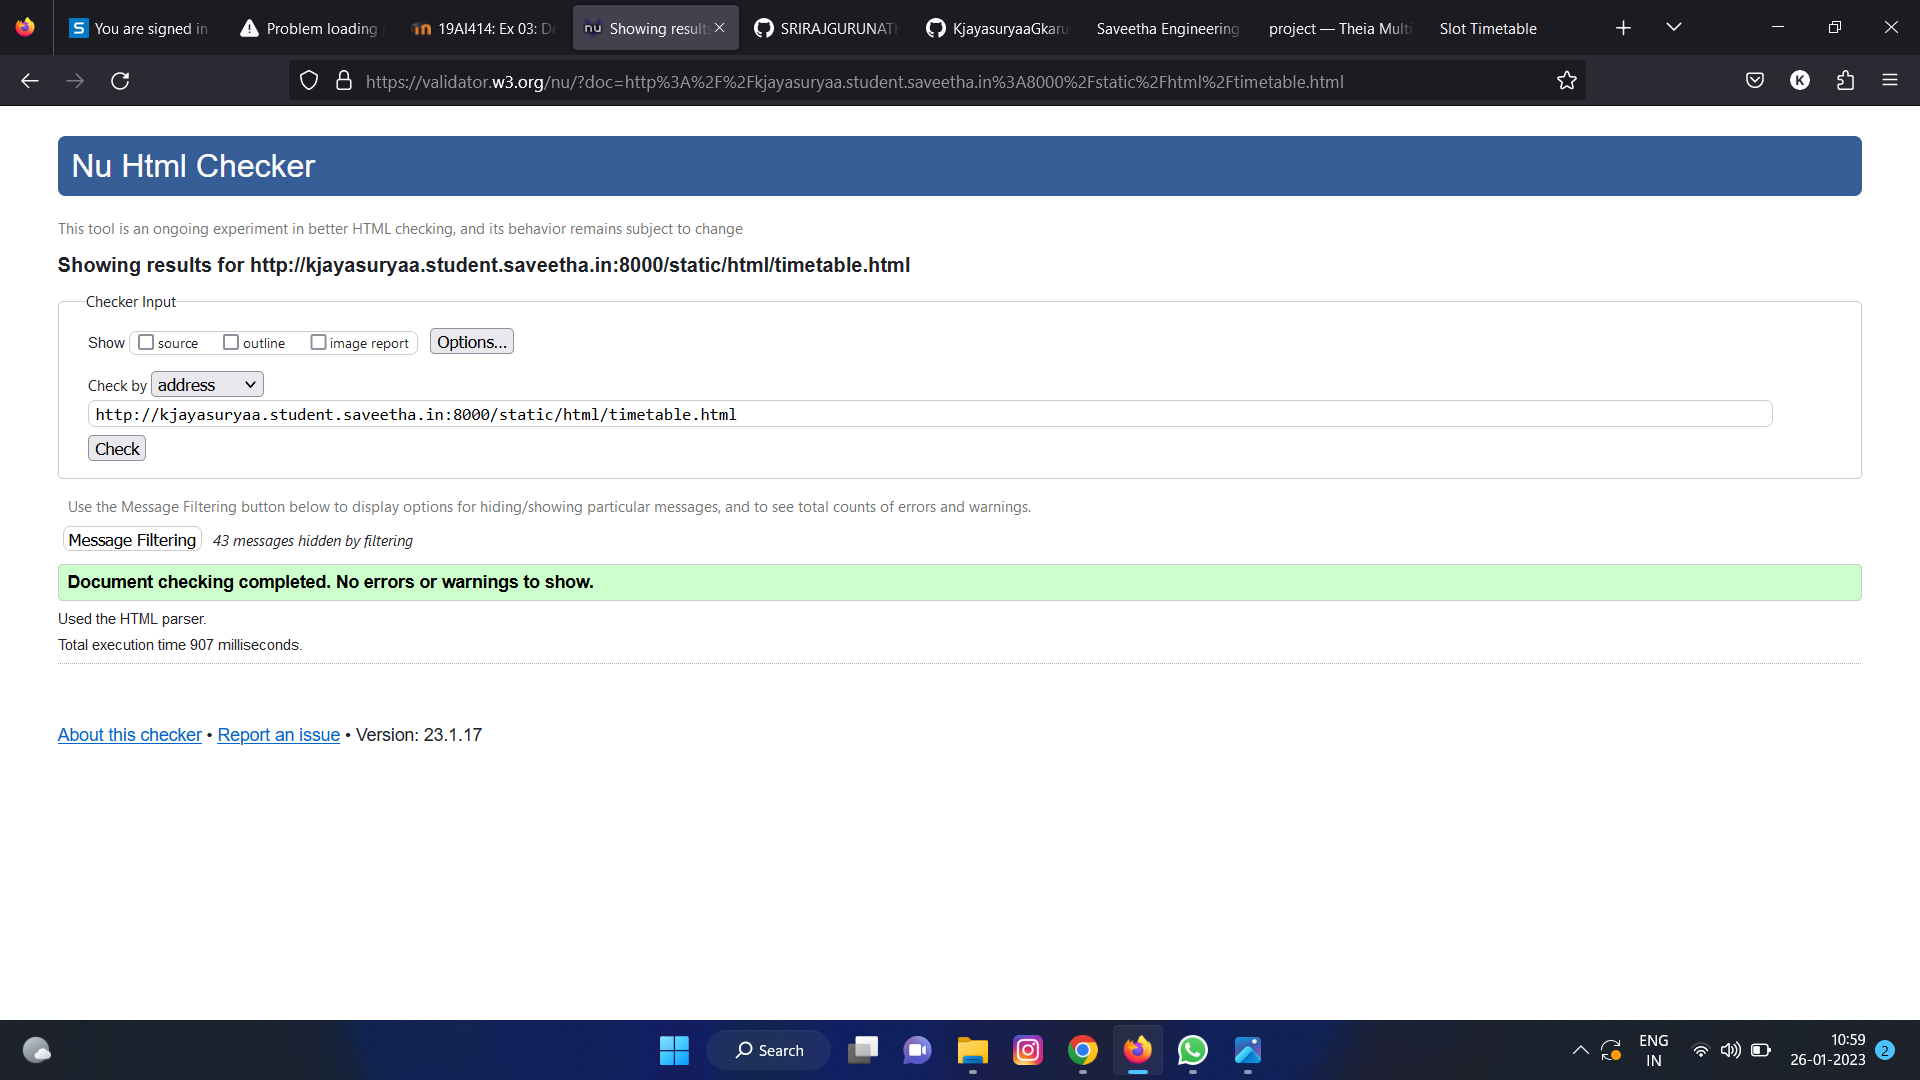 You are signed in
Problem loading
19AI414: Ex 03: De
nu Showing results
SRIRAJGURUNATH
KjayasuryaaGkaru
Saveetha Engineering
project — Theia Multi
Slot Timetable
https://validator.w3.org/nu/?doc=http%3A%2F%2Fkjayasuryaa.student.saveetha.in%3A8000%2Fstatic%2Fhtml%2Ftimetable.html
K
Nu Html Checker
This tool is an ongoing experiment in better HTML checking, and its behavior remains subject to change
Showing results for http://kjayasuryaa.student.saveetha.in:8000/static/html/timetable.html
Checker Input
Show source outline image report Options...
Check by address
http://kjayasuryaa.student.saveetha.in:8000/static/html/timetable.html
Check
Use the Message Filtering button below to display options for hiding/showing particular messages, and to see total counts of errors and warnings.
Message Filtering 43 messages hidden by filtering
Document checking completed. No errors or warnings to show.
Used the HTML parser.
Total execution time 907 milliseconds.
About this checker • Report an issue • Version: 23.1.17
Search
ENG
IN
10:59
26-01-2023
2